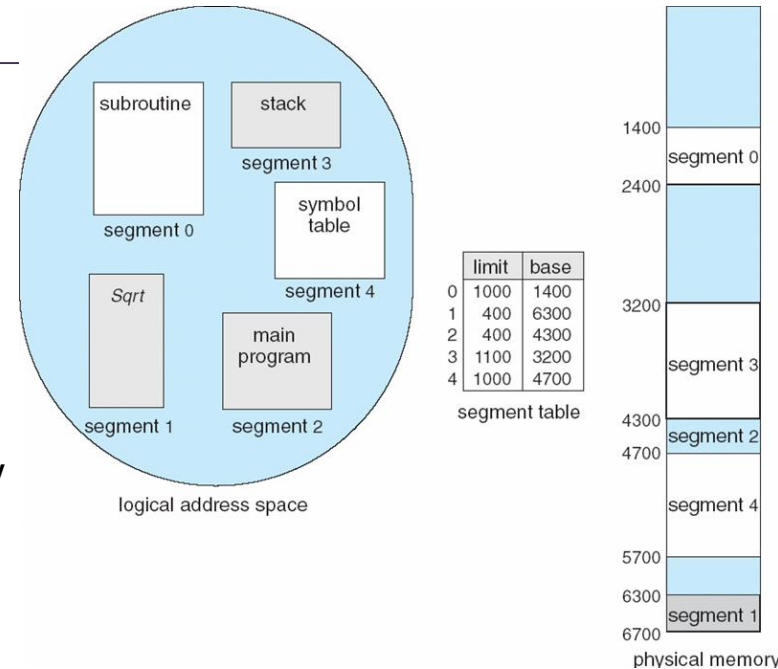 subroutine
segment 0
stack
segment 3
symbol
table
segment 4
Sqrt
segment 1
main
program
segment 2
logical address space
limit base
0 1000 1400
1 400 6300
2 400 4300
3 1100 3200
4 1000 4700
segment table
1400
segment 0
2400
3200
segment 3
4300
segment 2
4700
segment 4
5700
6300
segment 1
6700
physical memory